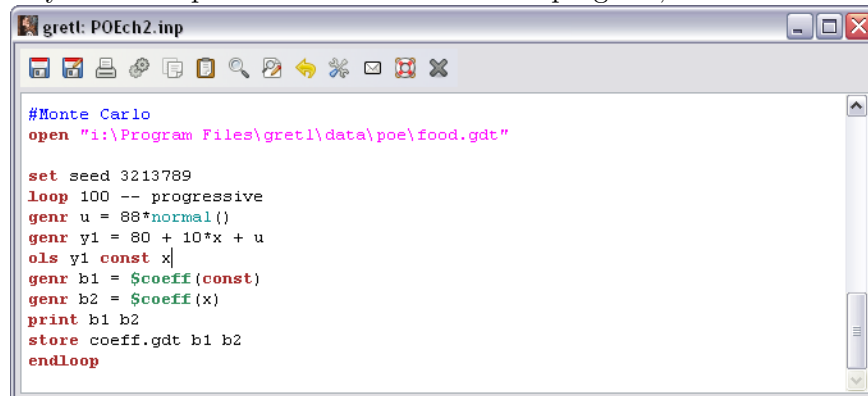 gretl: POEch2.inp
#Monte Carlo
open "i:\Program Files\gretl\data\poe\food.gdt"
set seed 3213789
loop 100 -- progressive
genr u = 88*normal()
genr y1 = 80 + 10*x + u
ols y1 const x
genr b1 = $coeff(const)
genr b2 = $coeff(x)
print b1 b2
store coeff.gdt b1 b2
endloop